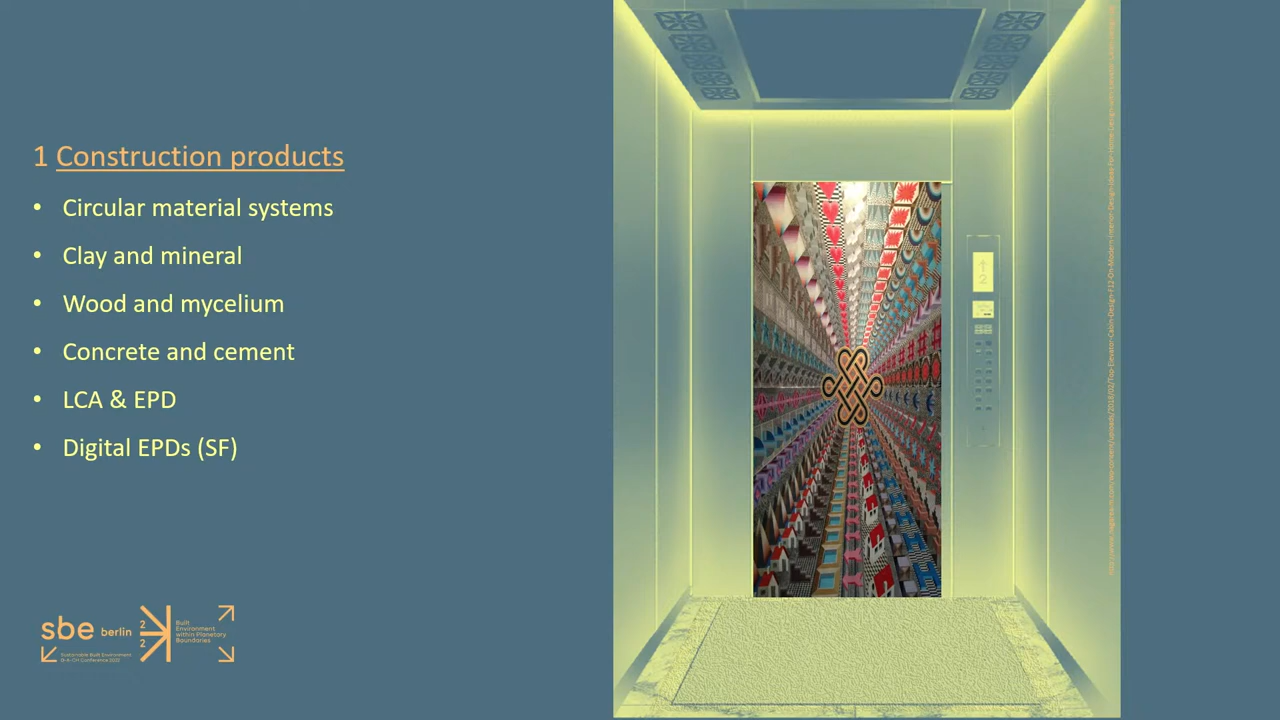 1 Construction products
• Circular material systems
• Clay and mineral
• Wood and mycelium
• Concrete and cement
• LCA & EPD
• Digital EPDs (SF)
sbe berlin
22
Built
Environment
within Planetary
Boundaries
Sustainable Built Environment
D-A-CH Conference 2022
2